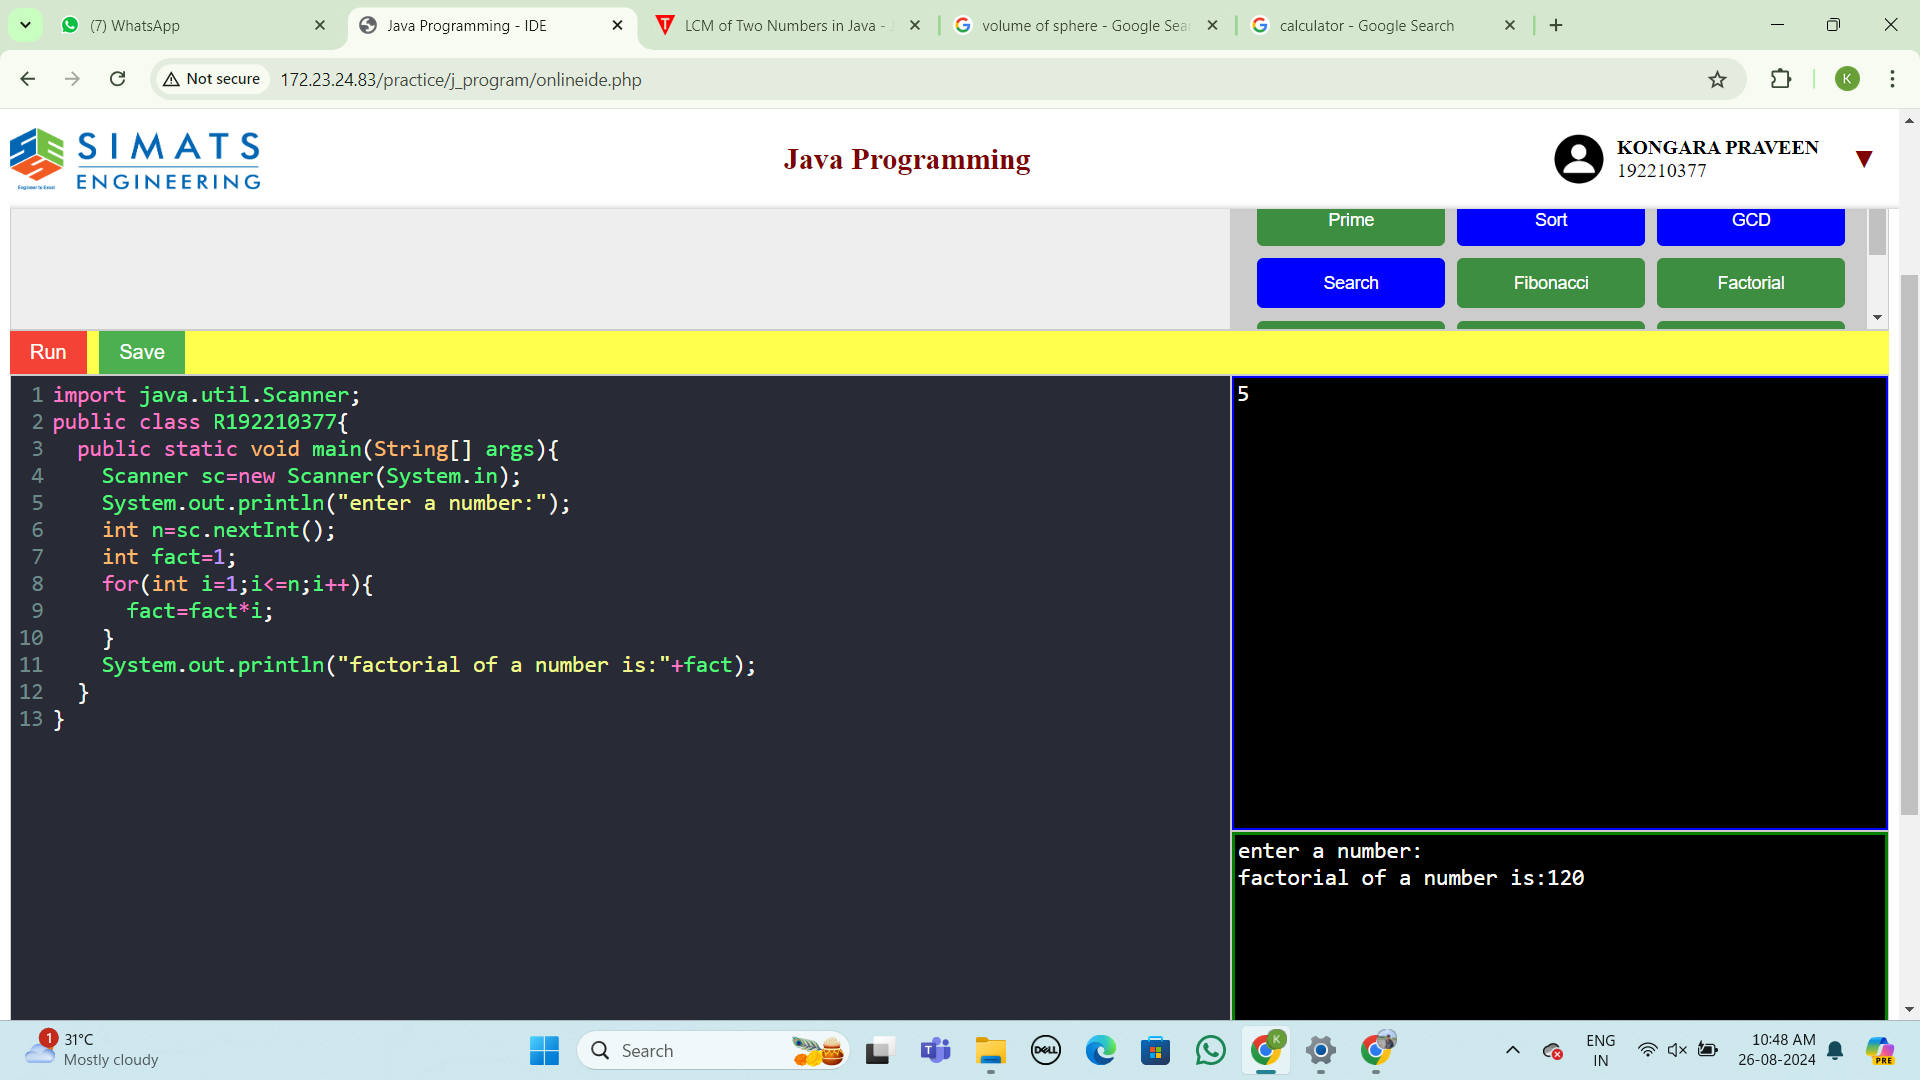 (7) WhatsApp
Java Programming - IDE
LCM of Two Numbers in Java -
volume of sphere - Google Sea
calculator - Google Search
Not secure
172.23.24.83/practice/j_program/onlineide.php
K
SIMATS
ENGINEERING
Engineer to Excel
Java Programming
KONGARA PRAVEEN
192210377
Prime
Sort
GCD
Search
Fibonacci
Factorial
Run
Save
1 import java.util.Scanner;
2 public class R192210377{
3   public static void main(String[] args){
4     Scanner sc=new Scanner(System.in);
5     System.out.println("enter a number:");
6     int n=sc.nextInt();
7     int fact=1;
8     for(int i=1;i<=n;i++){
9       fact=fact*i;
10     }
11     System.out.println("factorial of a number is:"+fact);
12   }
13 }
5
enter a number:
factorial of a number is:120
1
31°C
Mostly cloudy
Search
DELL
K
ENG
IN
10:48 AM
26-08-2024
PRE